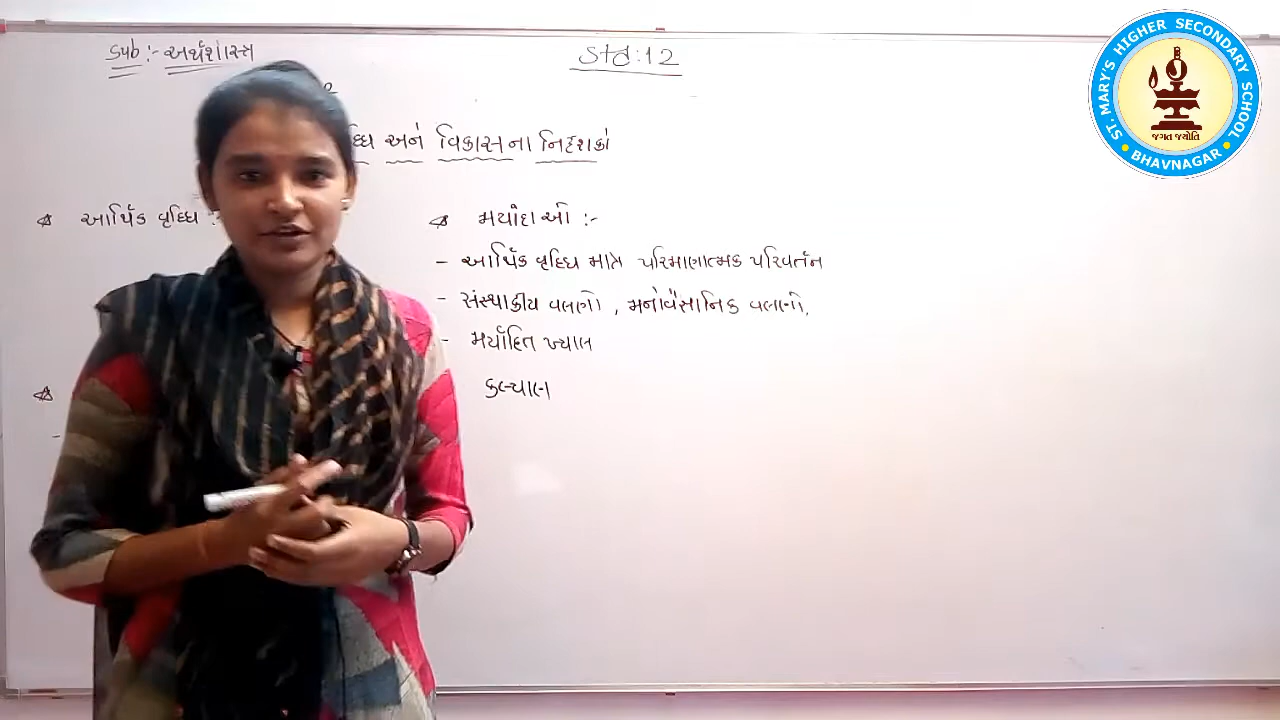 Sub:- અર્થશાસ્ત્ર
Std:12
અને વિકાસના નિર્દેશકો
☆ આર્થિક વૃધ્ધિ :-
☆ મર્યાદાઓ :-
- આર્થિક વૃધ્ધિ માત્ર પરિમાણાત્મક પરિવર્તન
- સંસ્થાકીય વલણો , મનોવૈજ્ઞાનિક વલણો.
- મર્યાદિત ખ્યાલ
કલ્યાણ
ST. MARY'S HIGHER SECONDARY SCHOOL
જગત જ્યોતિ
• BHAVNAGAR •